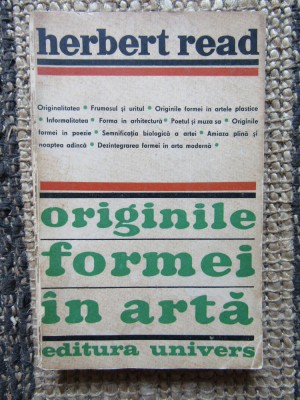 herbert read
Originalitatea • Frumosul și urîtul • Originile formei în artele plastice
• Informalitatea • Forma în arhitectură • Poetul și muza sa • Originile
formei în poezie • Semnificația biologică a artei • Amiaza plină și
noaptea adîncă • Dezintegrarea formei în arta modernă •
originile
formei
în artă
editura univers